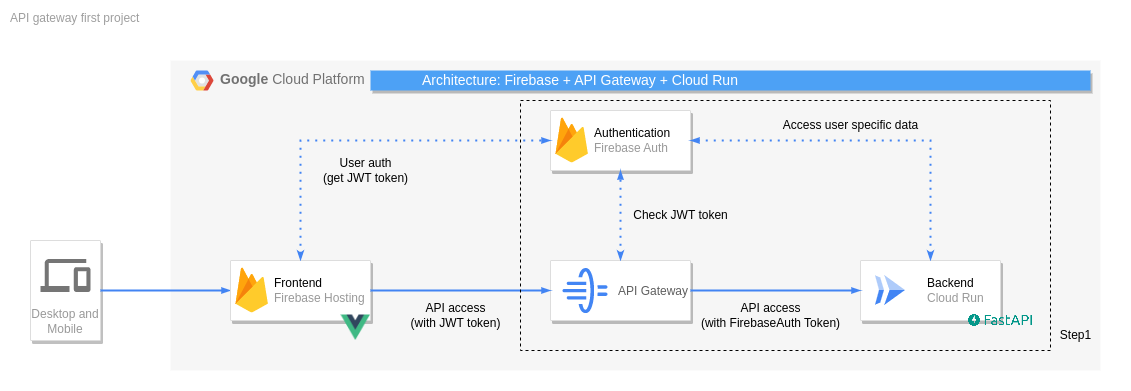 API gateway first project
Google Cloud Platform
Architecture: Firebase + API Gateway + Cloud Run
Authentication
Firebase Auth
Access user specific data
User auth
(get JWT token)
Check JWT token
Desktop and
Mobile
Frontend
Firebase Hosting
API access
(with JWT token)
API Gateway
API access
(with FirebaseAuth Token)
Backend
Cloud Run
FastAPI
Step1